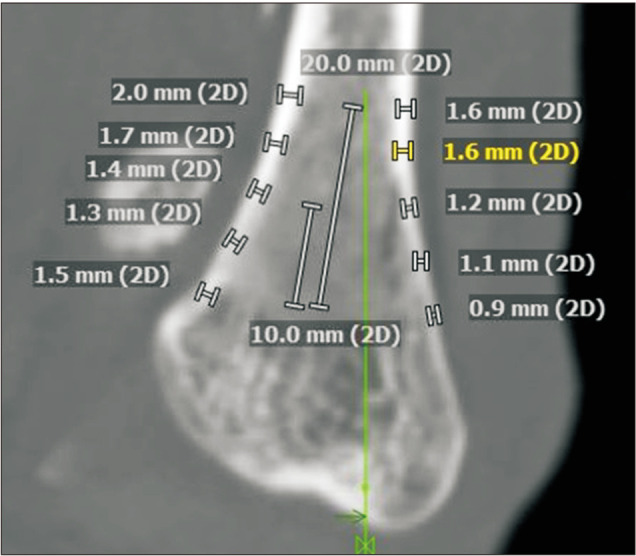 20.0 mm (2D)
2.0 mm (2D)
1.6 mm (2D)
1.7 mm (2D)
1.6 mm (2D)
1.4 mm (2D)
1.3 mm (2D)
1.2 mm (2D)
1.5 mm (2D)
1.1 mm (2D)
0.9 mm (2D)
10.0 mm (2D)